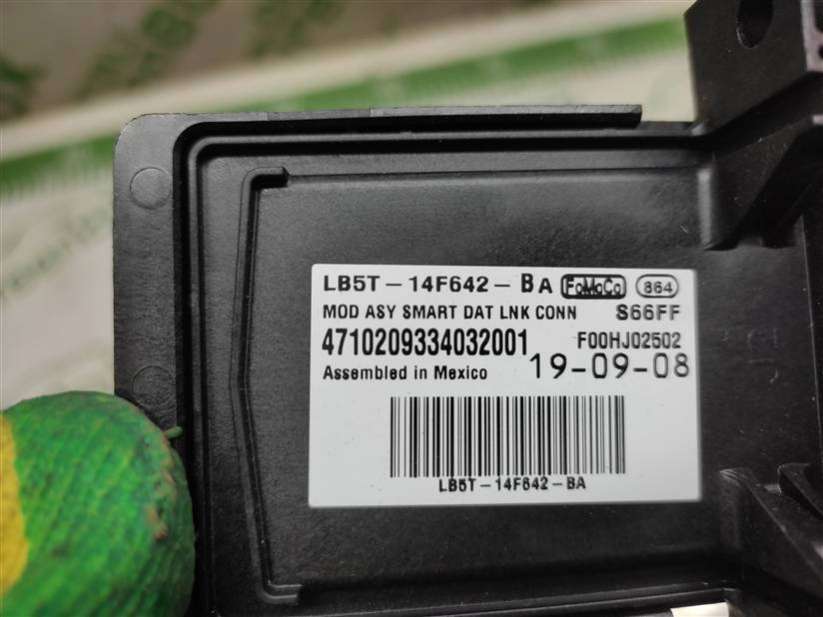 LB5T-14F642-BA FoMoCo 864
MOD ASY SMART DAT LNK CONN S66FF
4710209334032001 F00HJ02502
Assembled in Mexico 19-09-08
LB5T-14F642-BA